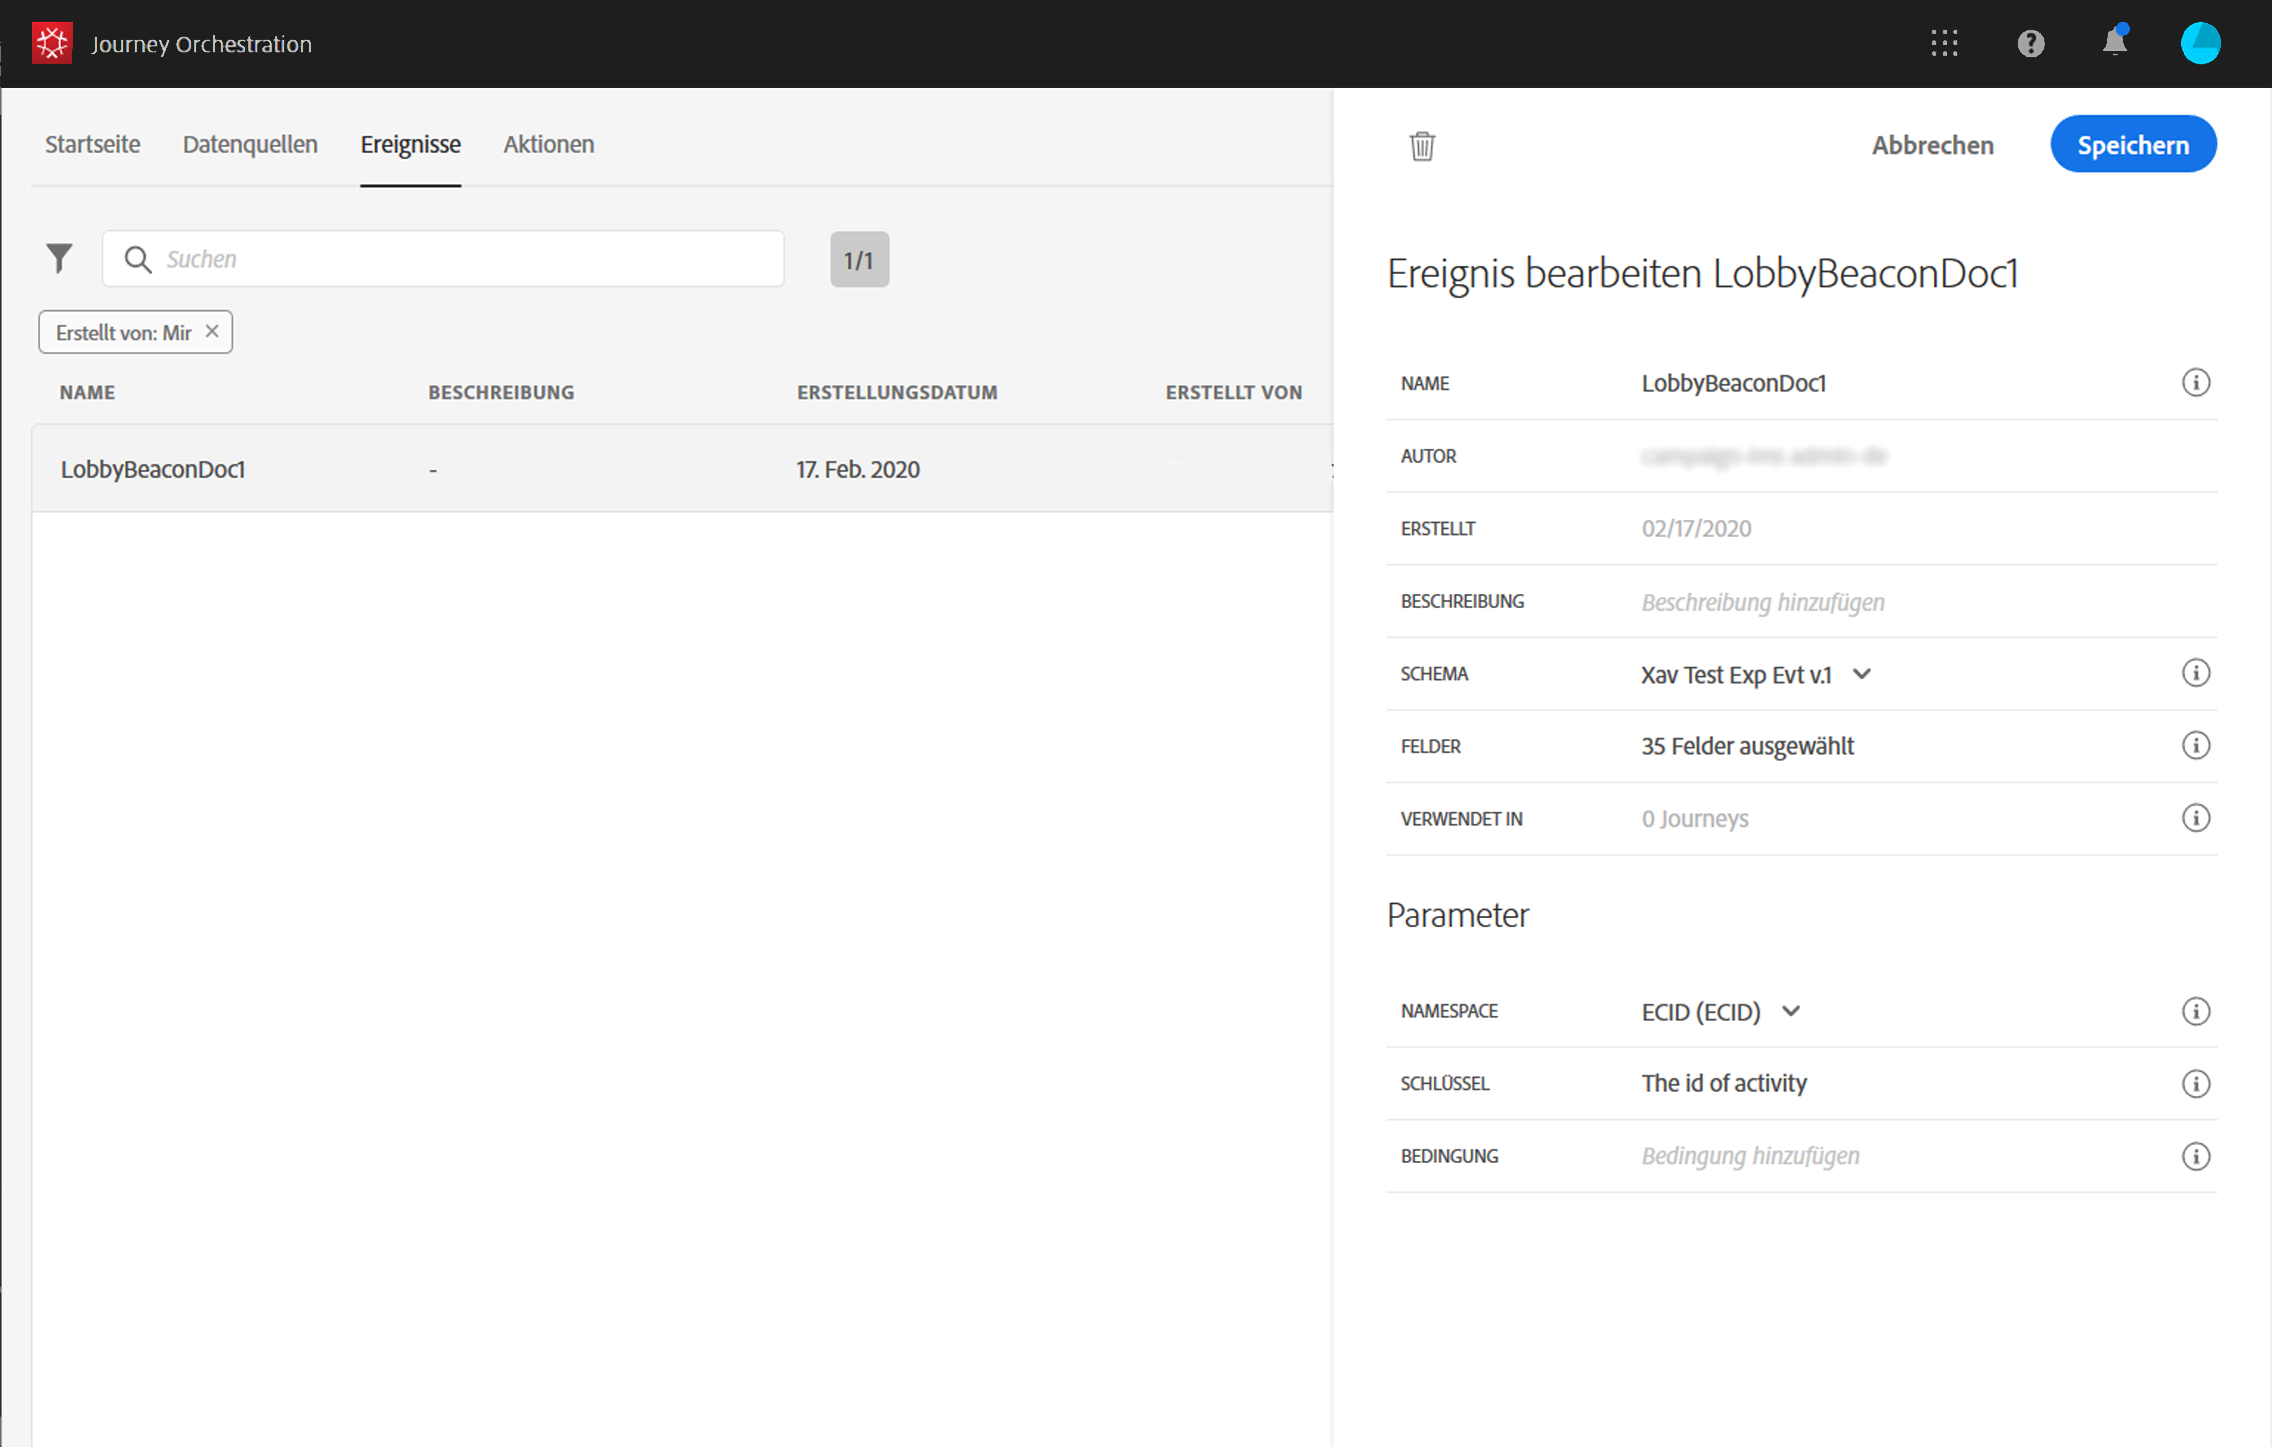 Journey Orchestration
Startseite Datenquellen Ereignisse Aktionen
Abbrechen Speichern
Suchen 1/1
Erstellt von: Mir
NAME BESCHREIBUNG ERSTELLUNGSDATUM ERSTELLT VON
LobbyBeaconDoc1 - 17. Feb. 2020
Ereignis bearbeiten LobbyBeaconDoc1
NAME LobbyBeaconDoc1
AUTOR
ERSTELLT 02/17/2020
BESCHREIBUNG Beschreibung hinzufügen
SCHEMA Xav Test Exp Evt v.1
FELDER 35 Felder ausgewählt
VERWENDET IN 0 Journeys
Parameter
NAMESPACE ECID (ECID)
SCHLÜSSEL The id of activity
BEDINGUNG Bedingung hinzufügen